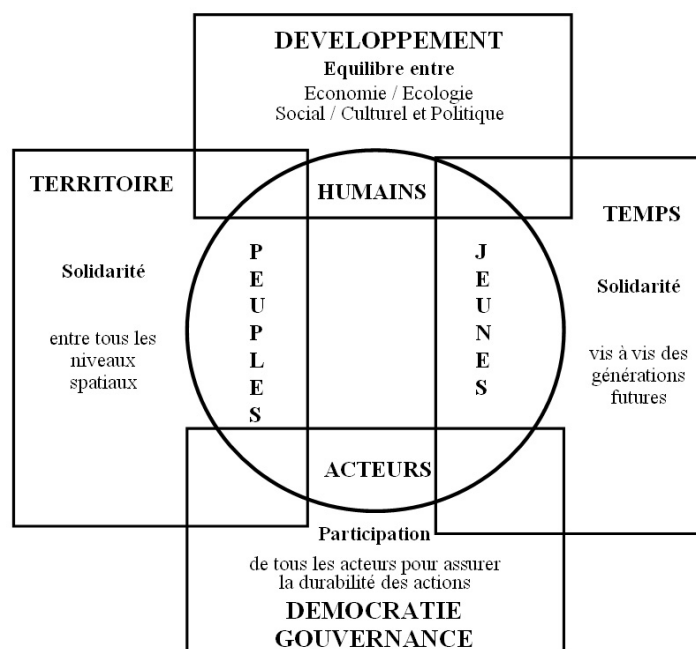 DEVELOPPEMENT
Equilibre entre
Economie / Ecologie
Social / Culturel et Politique
TERRITOIRE
Solidarité
entre tous les
niveaux
spatiaux
HUMAINS
PEUPLES
JEUNES
TEMPS
Solidarité
vis à vis des
générations
futures
ACTEURS
Participation
de tous les acteurs pour assurer
la durabilité des actions
DEMOCRATIE
GOUVERNANCE